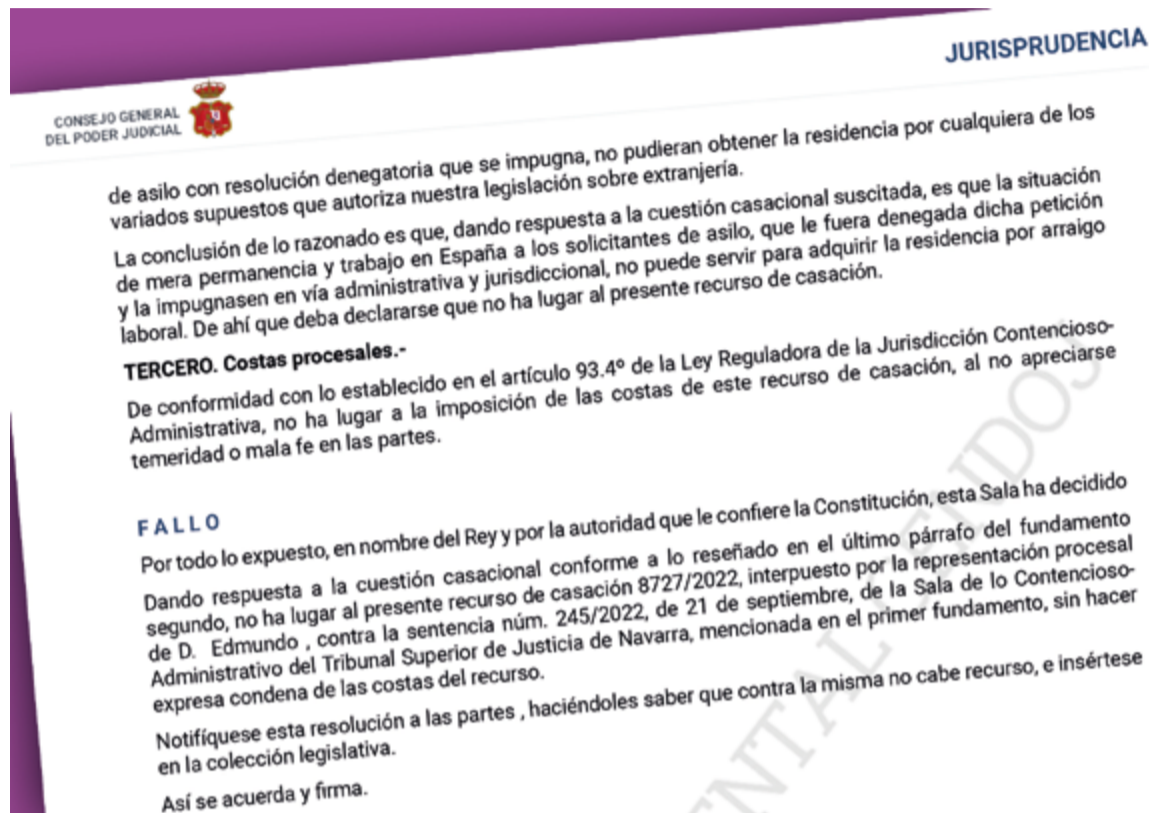 JURISPRUDENCIA
CONSEJO GENERAL
DEL PODER JUDICIAL
de asilo con resolución denegatoria que se impugna, no pudieran obtener la residencia por cualquiera de los
variados supuestos que autoriza nuestra legislación sobre extranjería.
La conclusión de lo razonado es que, dando respuesta a la cuestión casacional suscitada, es que la situación
de mera permanencia y trabajo en España a los solicitantes de asilo, que le fuera denegada dicha petición
y la impugnasen en vía administrativa y jurisdiccional, no puede servir para adquirir la residencia por arraigo
laboral. De ahí que deba declararse que no ha lugar al presente recurso de casación.
TERCERO. Costas procesales.-
De conformidad con lo establecido en el artículo 93.4º de la Ley Reguladora de la Jurisdicción Contencioso-
Administrativa, no ha lugar a la imposición de las costas de este recurso de casación, al no apreciarse
temeridad o mala fe en las partes.
FALLO
Por todo lo expuesto, en nombre del Rey y por la autoridad que le confiere la Constitución, esta Sala ha decidido
Dando respuesta a la cuestión casacional conforme a lo reseñado en el último párrafo del fundamento
segundo, no ha lugar al presente recurso de casación 8727/2022, interpuesto por la representación procesal
de D. Edmundo , contra la sentencia núm. 245/2022, de 21 de septiembre, de la Sala de lo Contencioso-
Administrativo del Tribunal Superior de Justicia de Navarra, mencionada en el primer fundamento, sin hacer
expresa condena de las costas del recurso.
Notifíquese esta resolución a las partes , haciéndoles saber que contra la misma no cabe recurso, e insértese
en la colección legislativa.
Así se acuerda y firma.
ENTAL CENDOJ